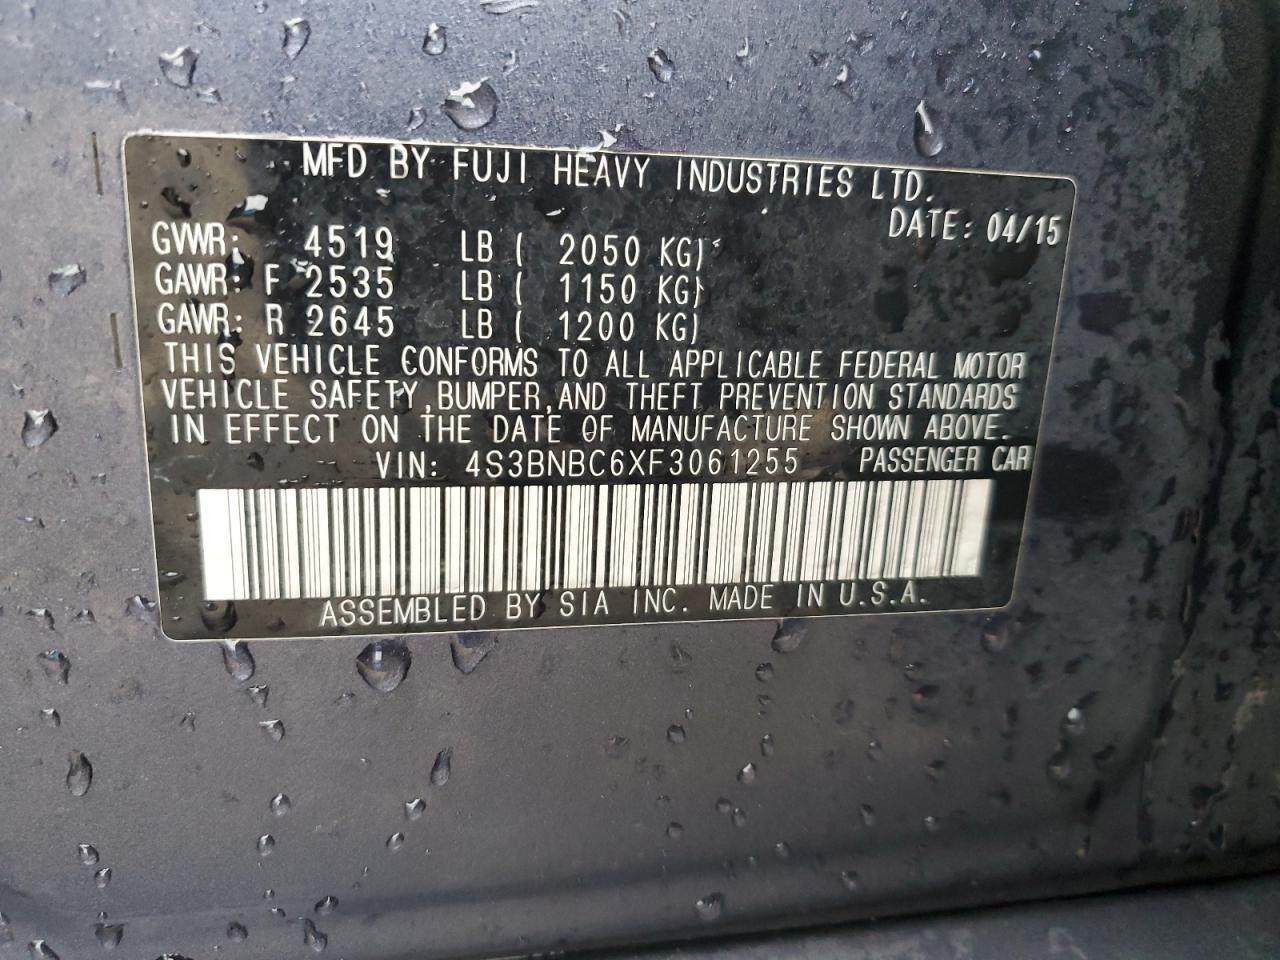 MFD BY FUJI HEAVY INDUSTRIES LTD.
DATE: 04/15
GVWR: 4519 LB ( 2050 KG)
GAWR: F 2535 LB ( 1150 KG)
GAWR: R 2645 LB ( 1200 KG)
THIS VEHICLE CONFORMS TO ALL APPLICABLE FEDERAL MOTOR
VEHICLE SAFETY, BUMPER, AND THEFT PREVENTION STANDARDS
IN EFFECT ON THE DATE OF MANUFACTURE SHOWN ABOVE.
VIN: 4S3BNBC6XF3061255 PASSENGER CAR
ASSEMBLED BY SIA INC. MADE IN U.S.A.